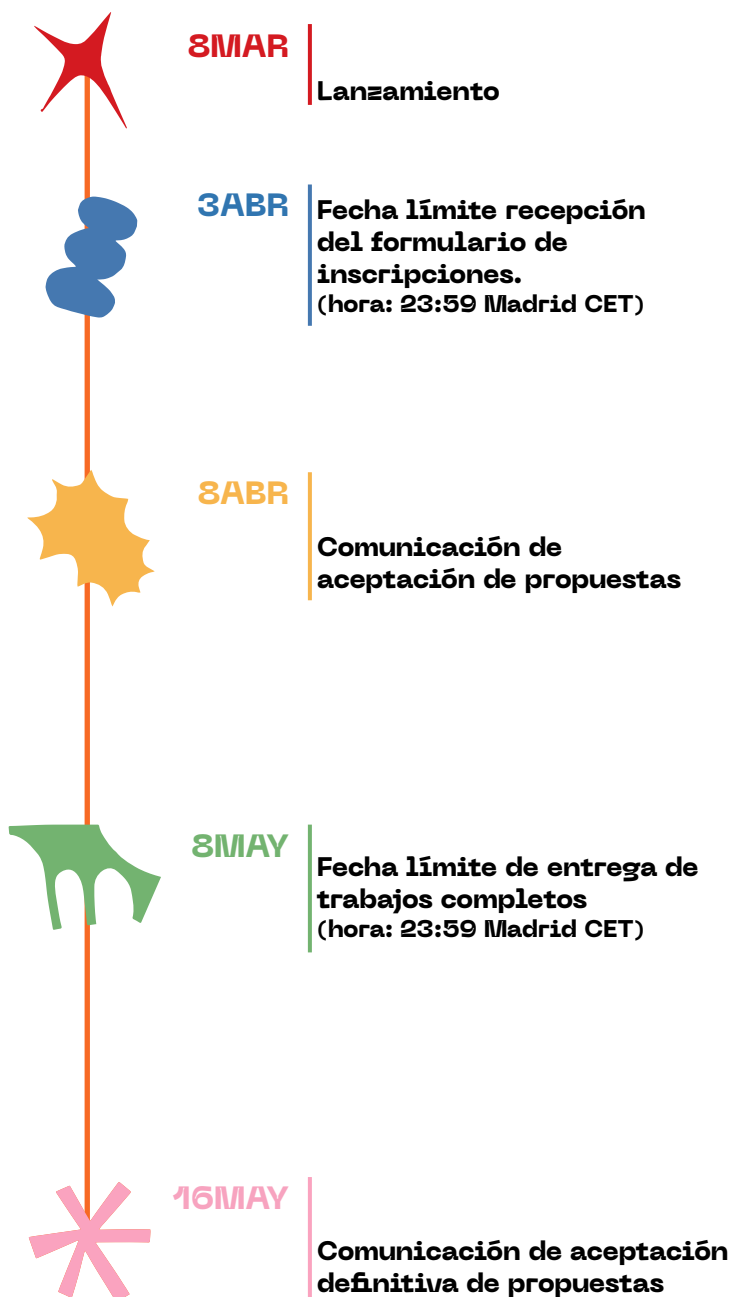 8MAR
Lanzamiento
3ABR
Fecha límite recepción
del formulario de
inscripciones.
(hora: 23:59 Madrid CET)
8ABR
Comunicación de
aceptación de propuestas
8MAY
Fecha límite de entrega de
trabajos completos
(hora: 23:59 Madrid CET)
16MAY
Comunicación de aceptación
definitiva de propuestas